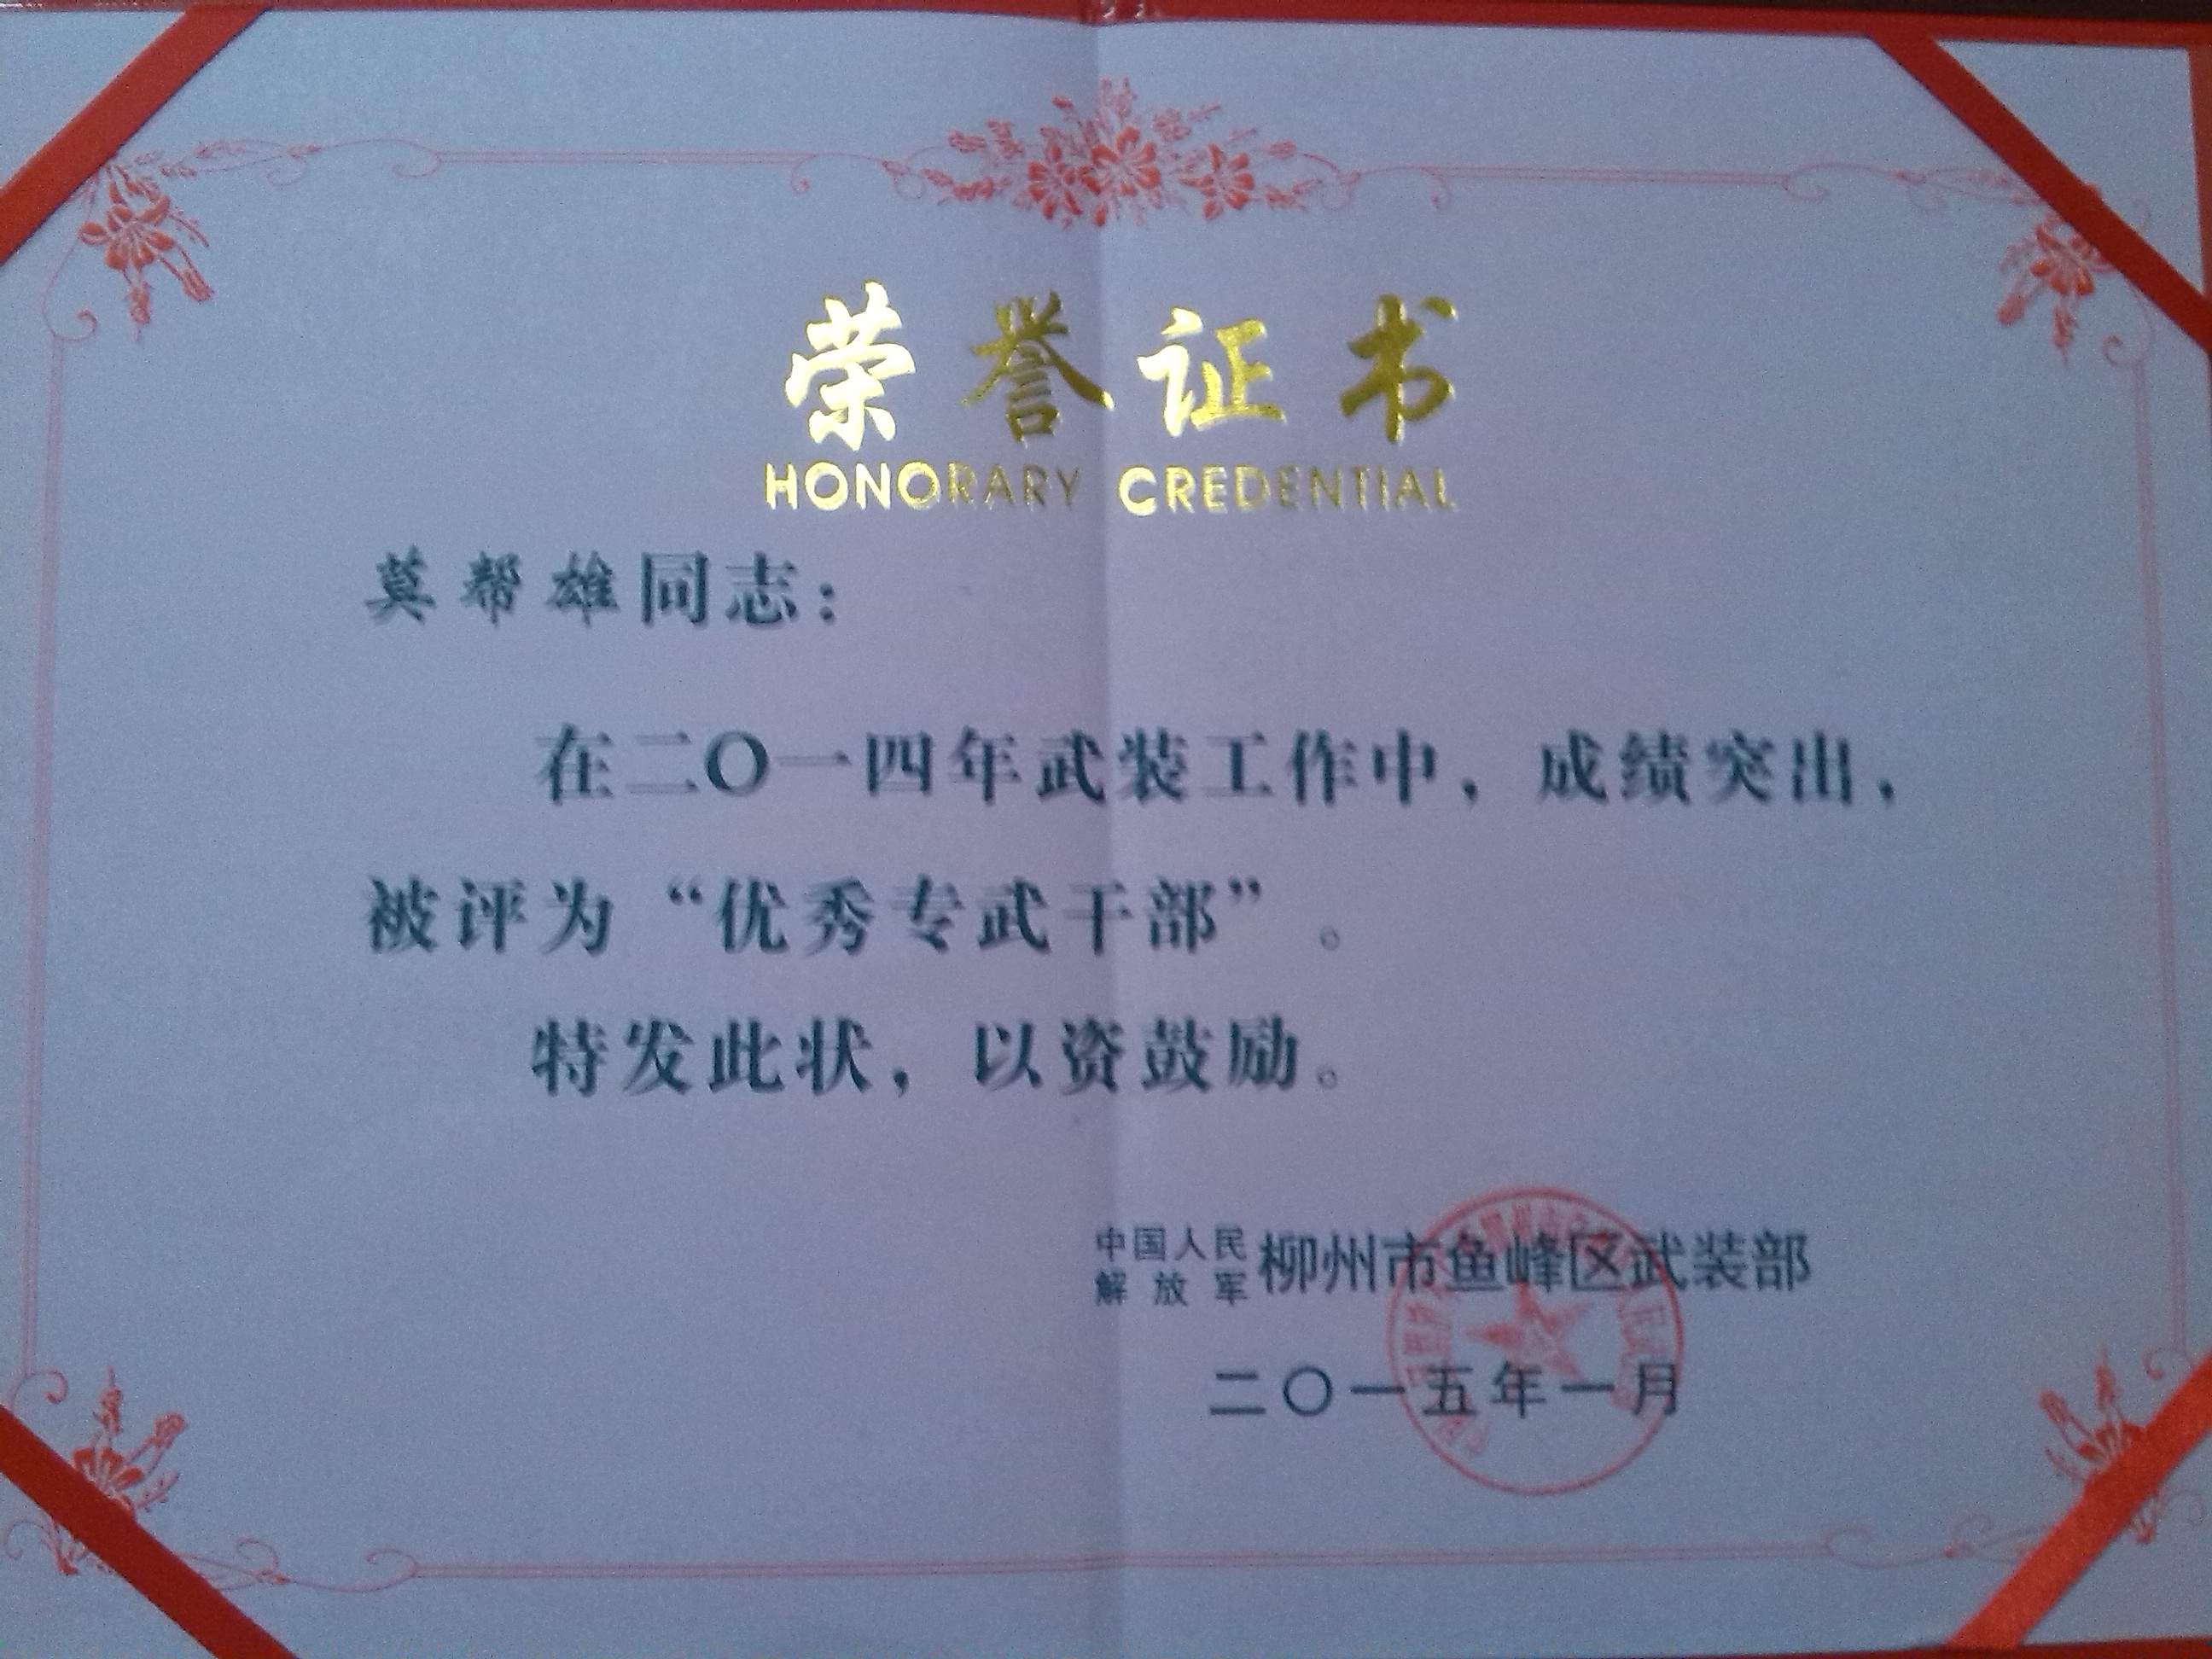 荣誉证书
HONORARY CREDENTIAL
莫帮雄同志：
在二〇一四年武装工作中，成绩突出，
被评为“优秀专武干部”。
特发此状，以资鼓励。
中国人民解放军柳州市鱼峰区武装部
二〇一五年一月